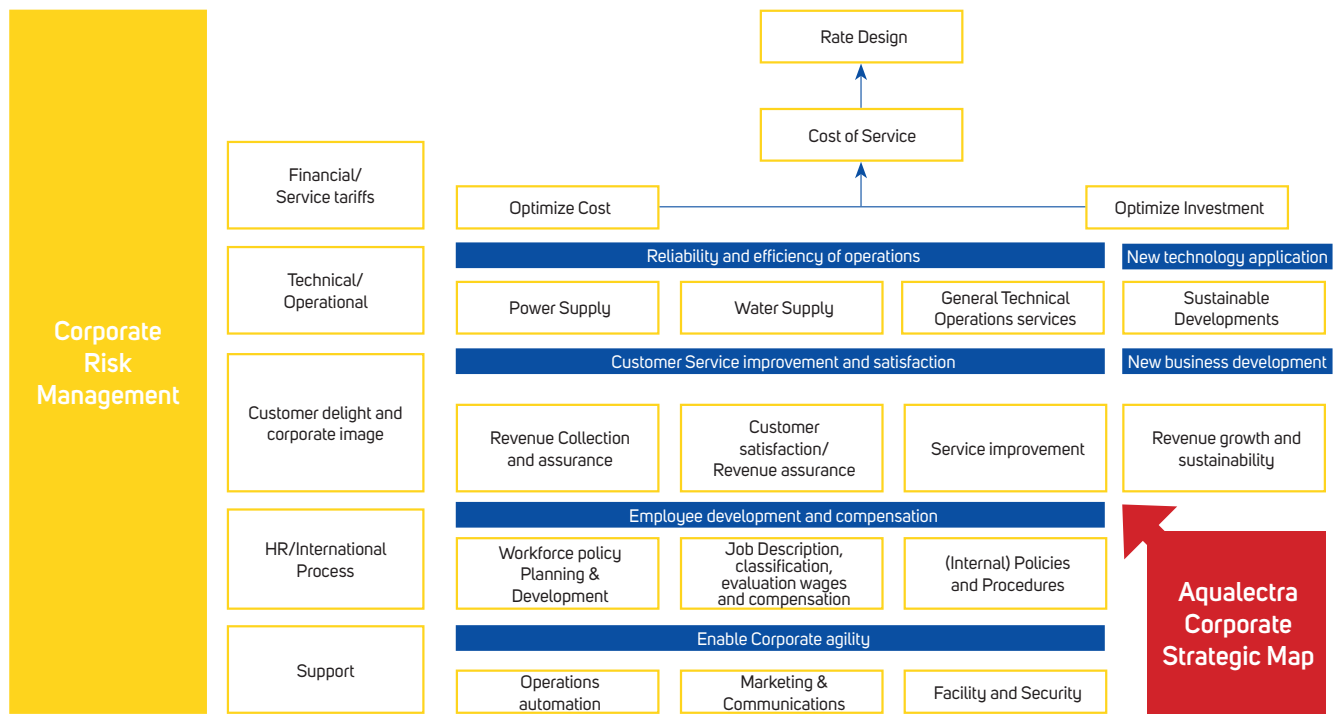 Rate Design
Cost of Service
Corporate
Risk
Management
Financial/
Service tariffs
Optimize Cost
Optimize Investment
Technical/
Operational
Reliability and efficiency of operations
New technology application
Power Supply
Water Supply
General Technical
Operations services
Sustainable
Developments
Customer delight and
corporate image
Customer Service improvement and satisfaction
New business development
Revenue Collection
and assurance
Customer
satisfaction/
Revenue assurance
Service improvement
Revenue growth and
sustainability
HR/International
Process
Employee development and compensation
Workforce policy
Planning &
Development
Job Description,
classification,
evaluation wages
and compensation
(Internal) Policies
and Procedures
Support
Enable Corporate agility
Operations
automation
Marketing &
Communications
Facility and Security
Aqualectra
Corporate
Strategic Map